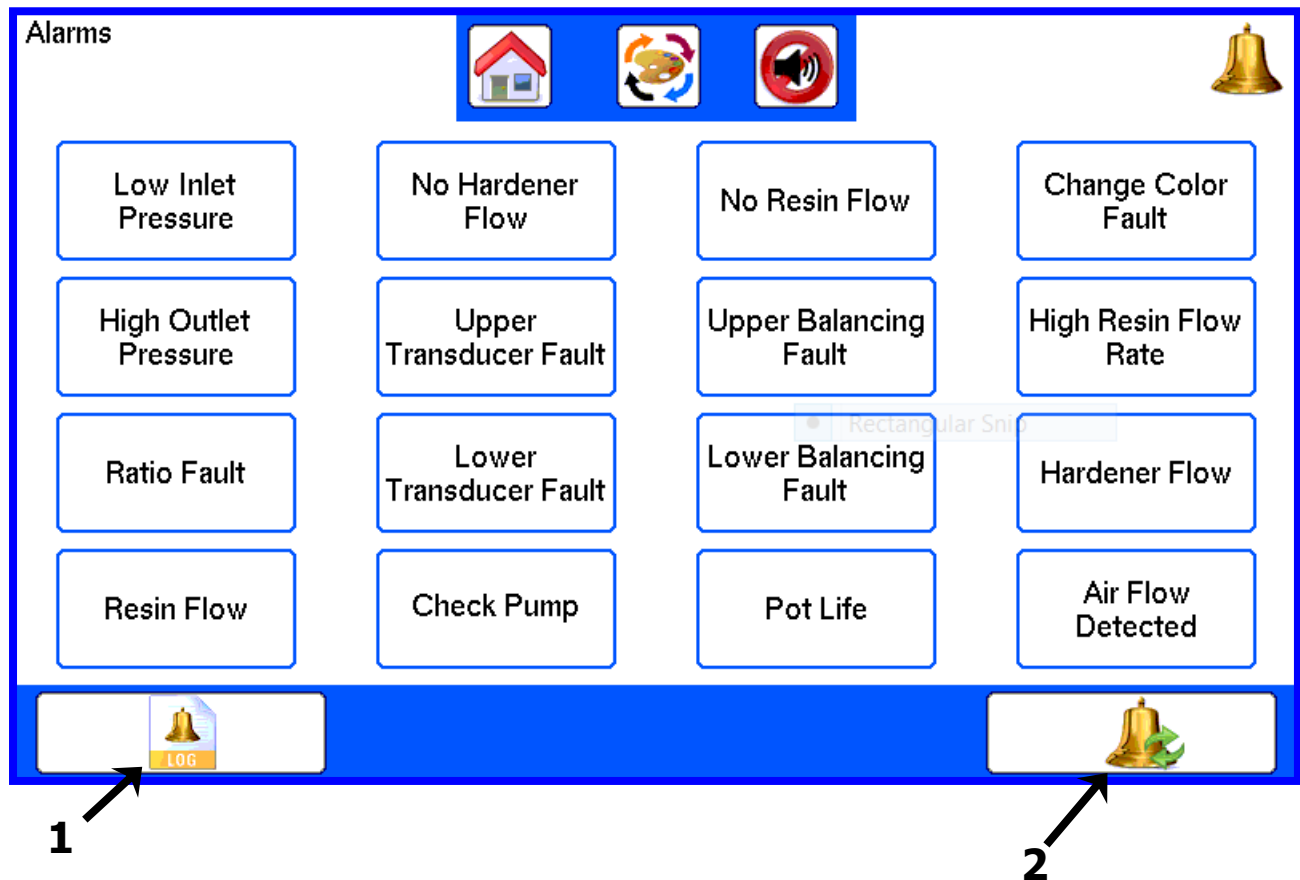 Alarms
Low Inlet
Pressure
No Hardener
Flow
No Resin Flow
Change Color
Fault
High Outlet
Pressure
Upper
Transducer Fault
Upper Balancing
Fault
High Resin Flow
Rate
Rectangular Snip
Ratio Fault
Lower
Transducer Fault
Lower Balancing
Fault
Hardener Flow
Resin Flow
Check Pump
Pot Life
Air Flow
Detected
LOG
1
2